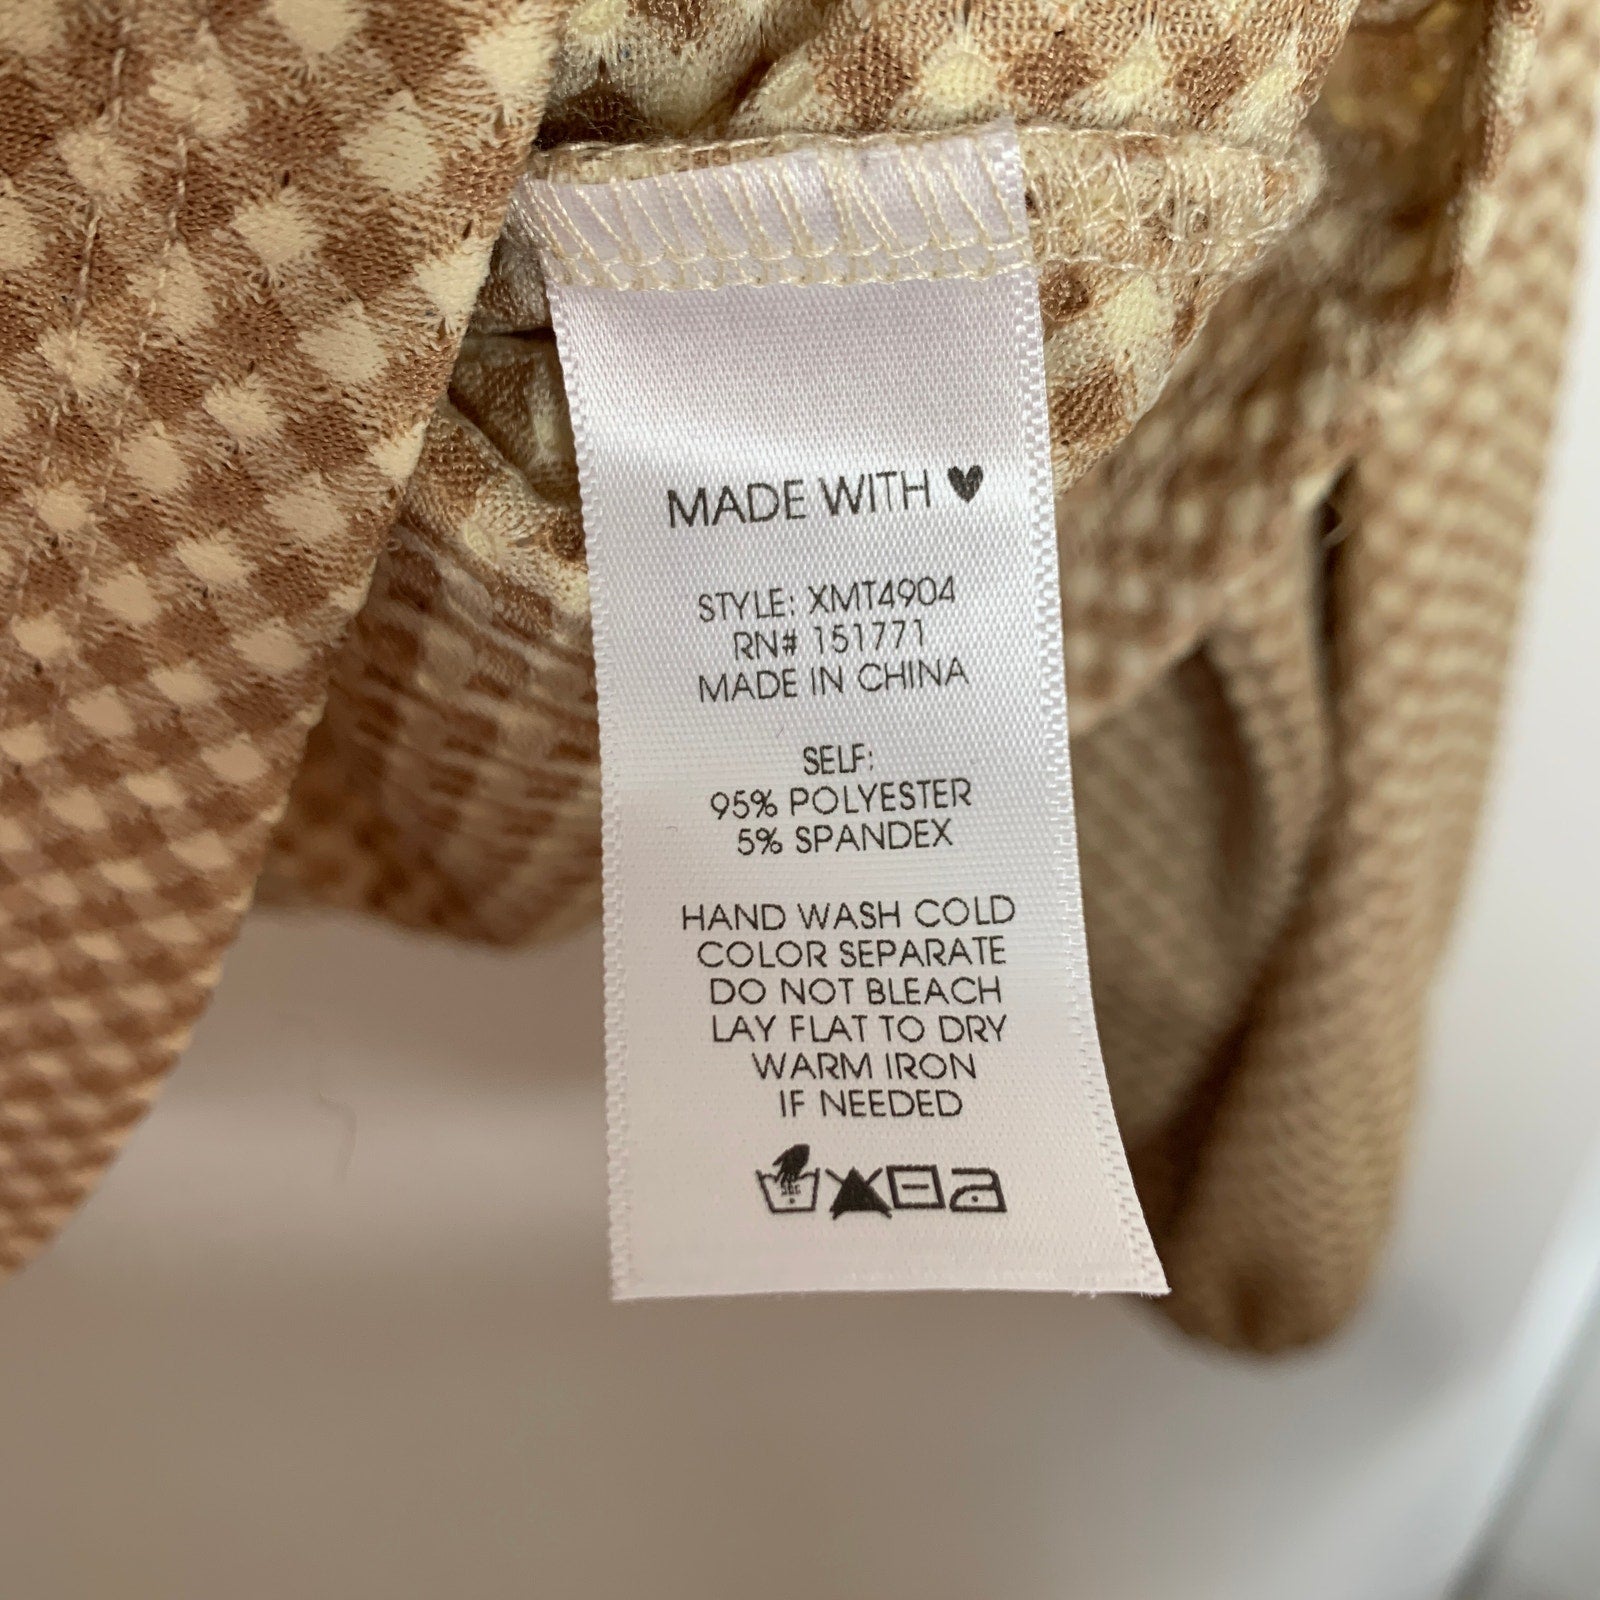 MADE WITH ♥
STYLE: XMT4904
RN# 151771
MADE IN CHINA
SELF:
95% POLYESTER
5% SPANDEX
HAND WASH COLD
COLOR SEPARATE
DO NOT BLEACH
LAY FLAT TO DRY
WARM IRON
IF NEEDED